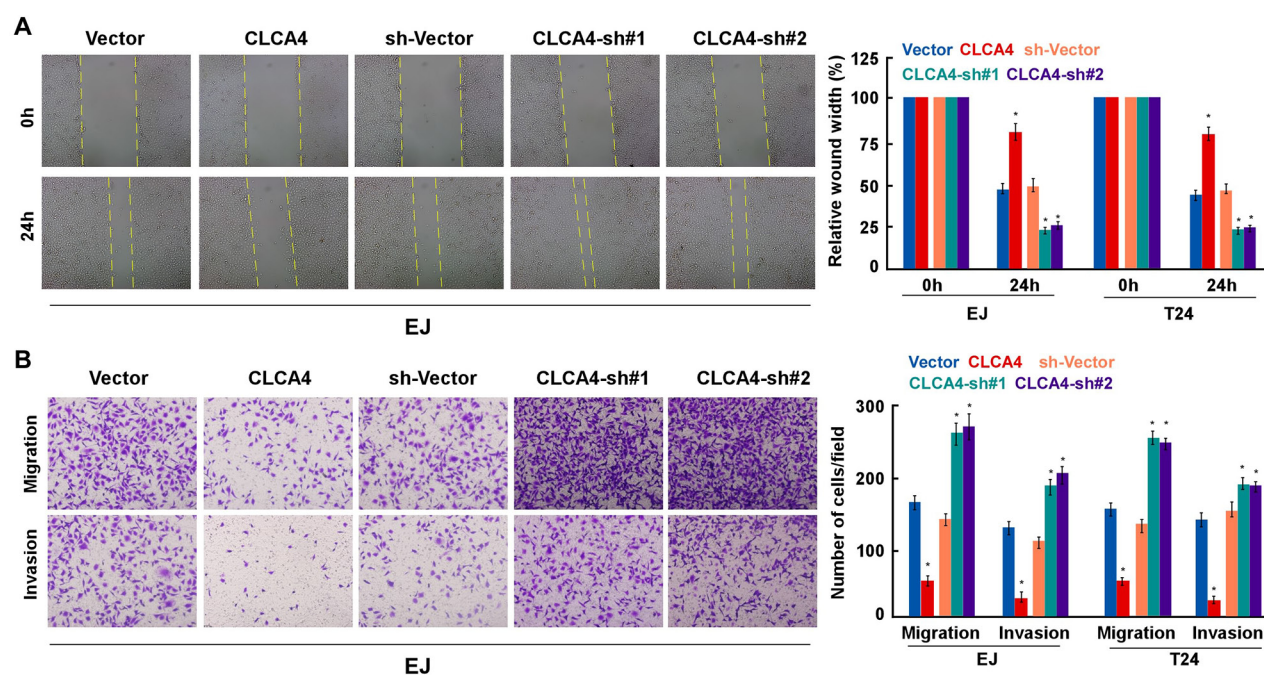 A
Vector CLCA4 sh-Vector CLCA4-sh#1 CLCA4-sh#2
0h
24h
EJ
Vector CLCA4 sh-Vector
CLCA4-sh#1 CLCA4-sh#2
Relative wound width (%)
125
100
75
50
25
0
* * * * * *
0h 24h 0h 24h
EJ T24
B
Vector CLCA4 sh-Vector CLCA4-sh#1 CLCA4-sh#2
Migration
Invasion
EJ
Vector CLCA4 sh-Vector
CLCA4-sh#1 CLCA4-sh#2
Number of cells/field
300
200
100
0
* * * * * * * * * * * *
Migration Invasion Migration Invasion
EJ T24